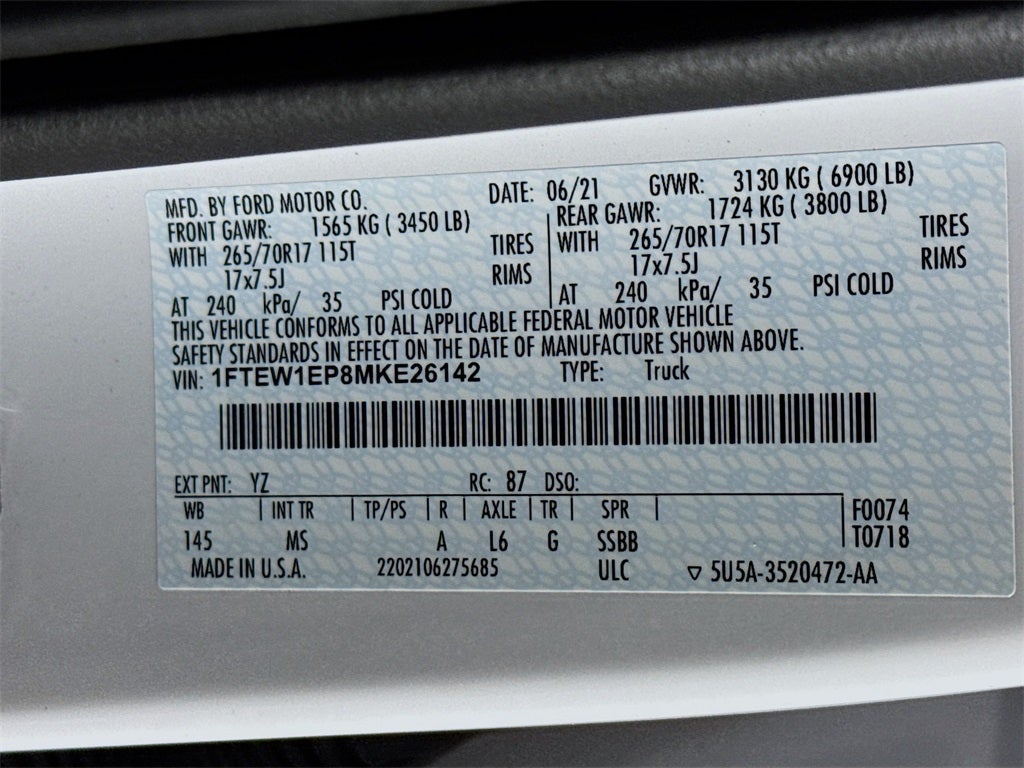 MFD. BY FORD MOTOR CO. DATE: 06/21 GVWR: 3130 KG ( 6900 LB)
FRONT GAWR: 1565 KG ( 3450 LB) REAR GAWR: 1724 KG ( 3800 LB)
WITH 265/70R17 115T TIRES WITH 265/70R17 115T TIRES
17x7.5J RIMS 17x7.5J RIMS
AT 240 kPa/ 35 PSI COLD AT 240 kPa/ 35 PSI COLD
THIS VEHICLE CONFORMS TO ALL APPLICABLE FEDERAL MOTOR VEHICLE
SAFETY STANDARDS IN EFFECT ON THE DATE OF MANUFACTURE SHOWN ABOVE.
VIN: 1FTEW1EP8MKE26142 TYPE: Truck
EXT PNT: YZ RC: 87 DSO:
WB | INT TR | TP/PS | R | AXLE | TR | SPR | F0074
145 MS A L6 G SSBB T0718
MADE IN U.S.A. 2202106275685 ULC ▽ 5U5A-3520472-AA